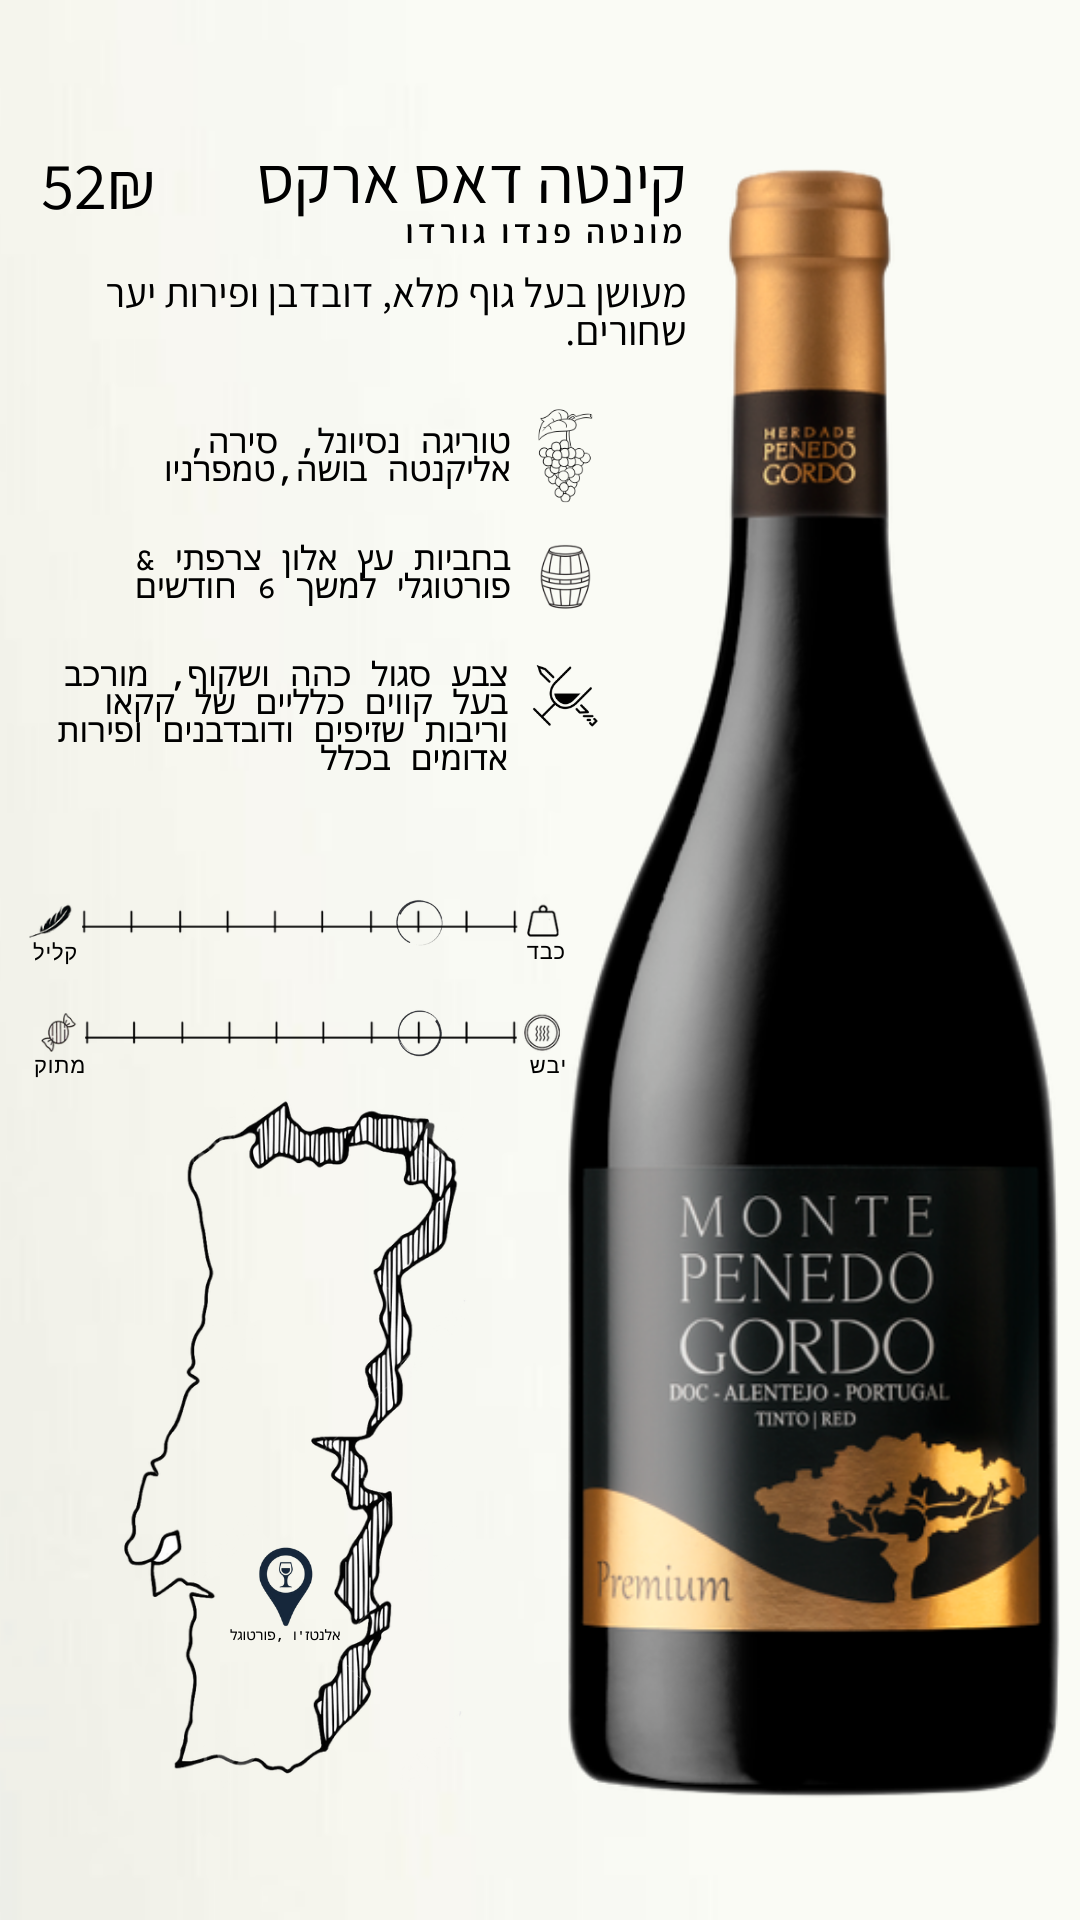 קינטה דאס ארקס
52₪
מונטה פנדו גורדו
מעושן בעל גוף מלא, דובדבן ופירות יער
שחורים.
טוריגה נסיונל, סירה,
אליקנטה בושה,טמפרניו
בחביות עץ אלון צרפתי &
פורטוגלי למשך 6 חודשים
צבע סגול כהה ושקוף, מורכב
בעל קווים כלליים של קקאו
וריבות שזיפים ודובדבנים ופירות
אדומים בכלל
כבד
קליל
יבש
מתוק
אלנטז'ו ,פורטוגל
HERDADE
PENEDO
GORDO
MONTE
PENEDO
GORDO
DOC - ALENTEJO - PORTUGAL
TINTO | RED
Premium